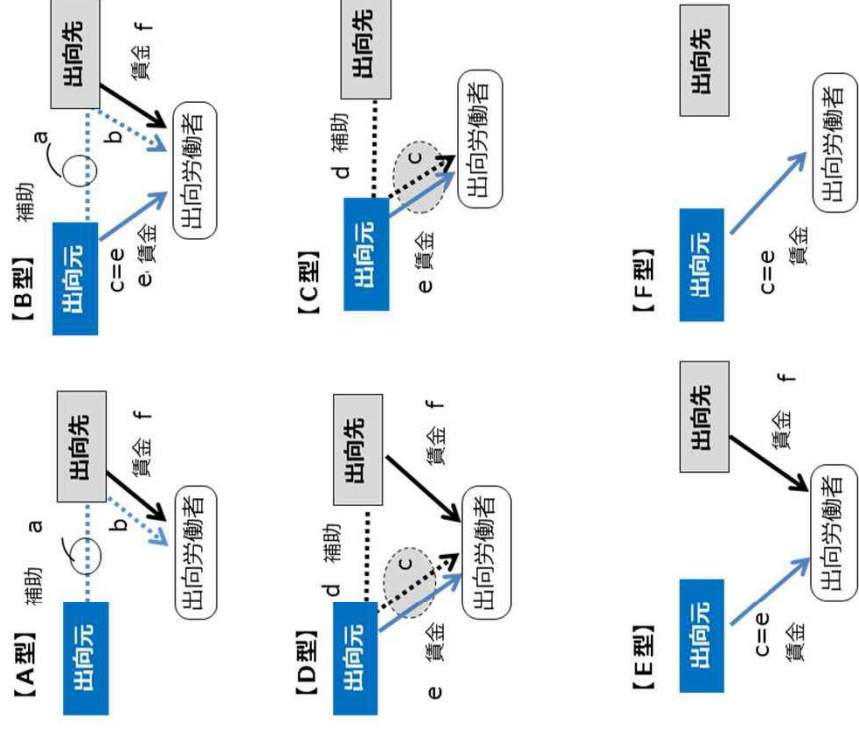 【A型】
補助 a
出向元
出向先
b
賃金 f
出向労働者
【B型】
補助
a
出向元
出向先
b
c=e
e 賃金
賃金 f
出向労働者
【D型】
d 補助
出向元
出向先
c
e 賃金
賃金 f
出向労働者
【C型】
d 補助
出向元
出向先
c
e 賃金
出向労働者
【E型】
出向元
出向先
c=e
賃金
賃金 f
出向労働者
【F型】
出向元
出向先
c=e
賃金
出向労働者